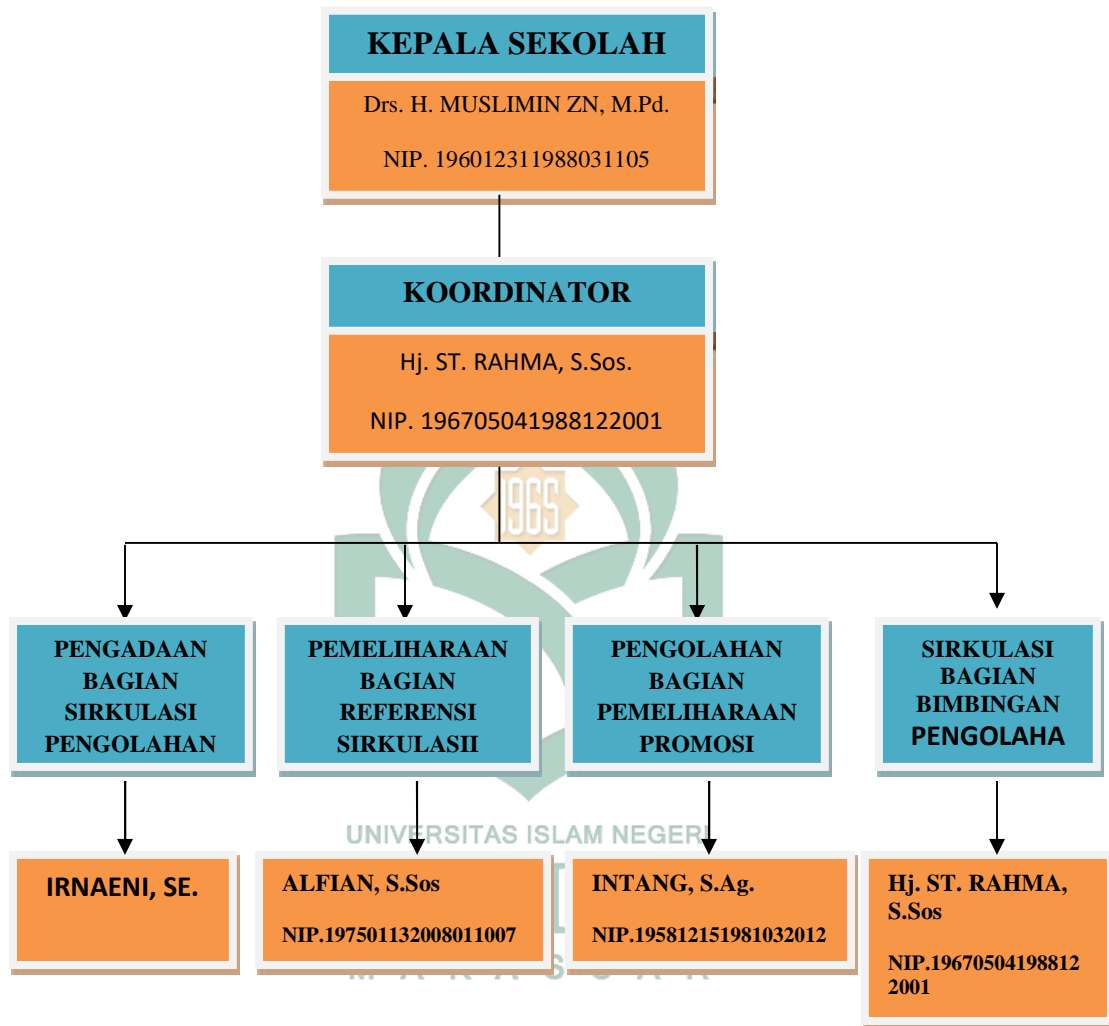 KEPALA SEKOLAH
Drs. H. MUSLIMIN ZN, M.Pd.
NIP. 196012311988031105
KOORDINATOR
Hj. ST. RAHMA, S.Sos.
NIP. 196705041988122001
1965
PENGADAAN
BAGIAN
SIRKULASI
PENGOLAHAN
PEMELIHARAAN
BAGIAN
REFERENSI
SIRKULASII
PENGOLAHAN
BAGIAN
PEMELIHARAAN
PROMOSI
SIRKULASI
BAGIAN
BIMBINGAN
PENGOLAHA
UNIVERSITAS ISLAM NEGERI
IRNAENI, SE.
ALFIAN, S.Sos
NIP.197501132008011007
INTANG, S.Ag.
NIP.195812151981032012
Hj. ST. RAHMA,
S.Sos
NIP.19670504198812
2001